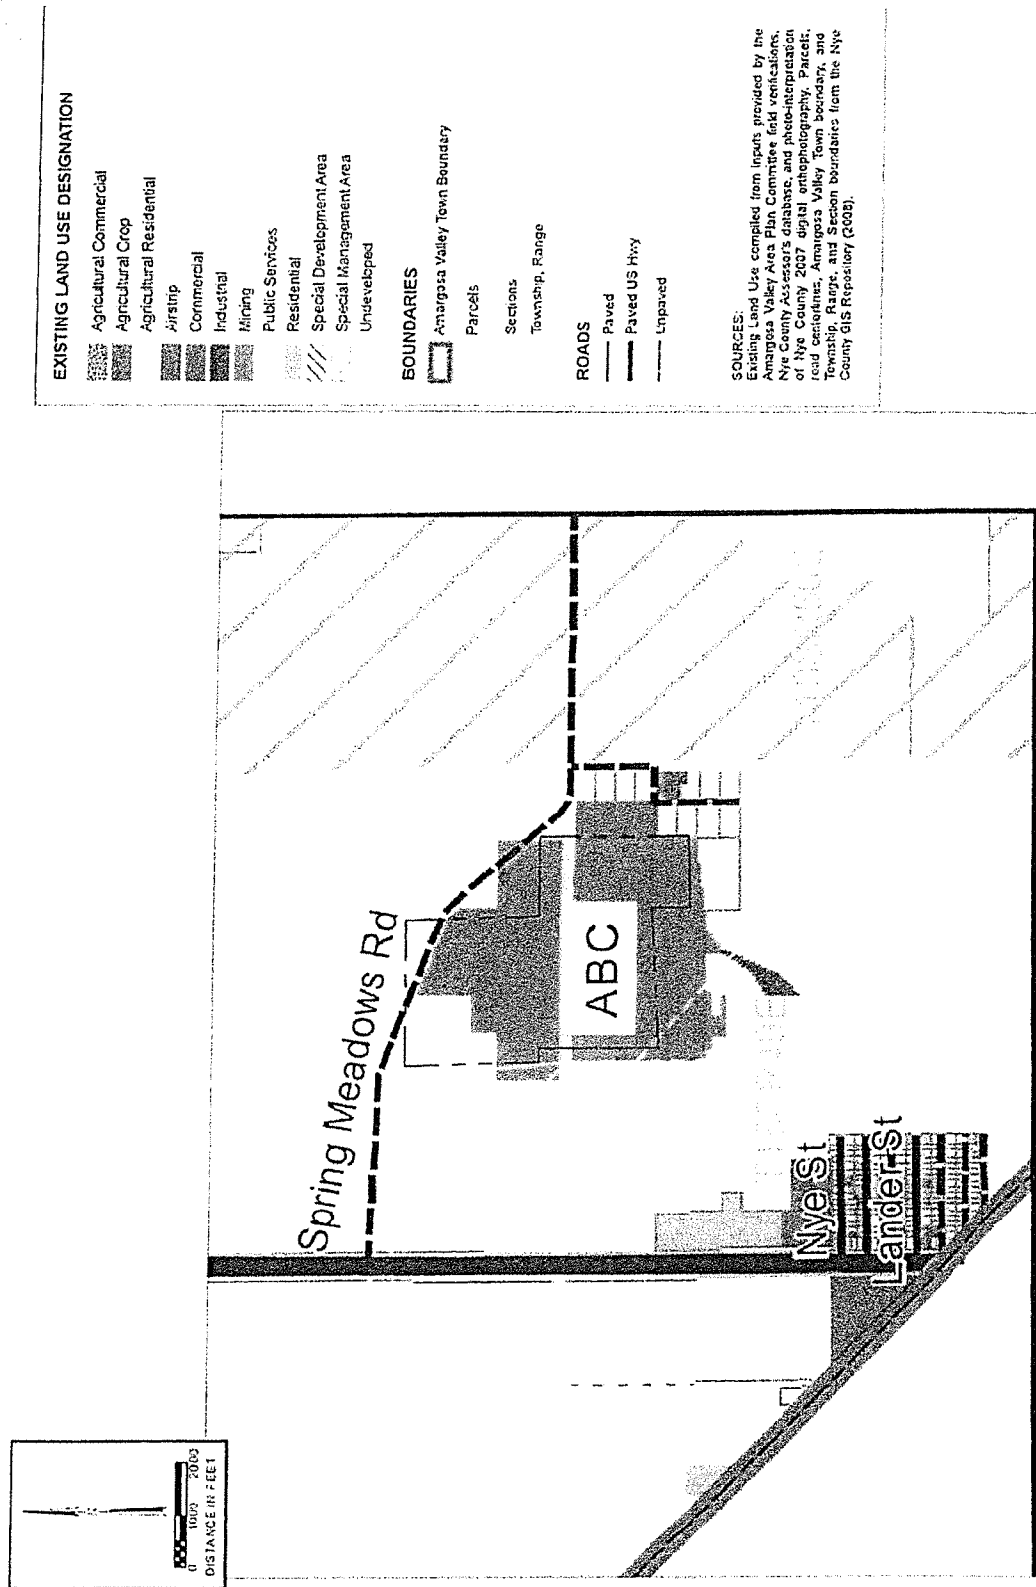 EXISTING LAND USE DESIGNATION
Agricultural Commercial
Agricultural Crop
Agricultural Residential
Airstrip
Commercial
Industrial
Mining
Public Services
Residential
Special Development Area
Special Management Area
Undeveloped
BOUNDARIES
Amargosa Valley Town Boundary
Parcels
Sections
Township, Range
ROADS
Paved
Paved US Hwy
Unpaved
SOURCES:
Existing Land Use compiled from inputs provided by the
Amargosa Valley Area Plan Committee field verifications,
Nye County Assessor's database, and photo-interpretation
of Nye County 2007 digital orthophotography. Parcels,
road centerlines, Amargosa Valley Town boundary, and
Township, Range, and Section boundaries from the Nye
County GIS Repository (2008).
Spring Meadows Rd
ABC
Nye St
Lander St
0 1000 2000
DISTANCE IN FEET